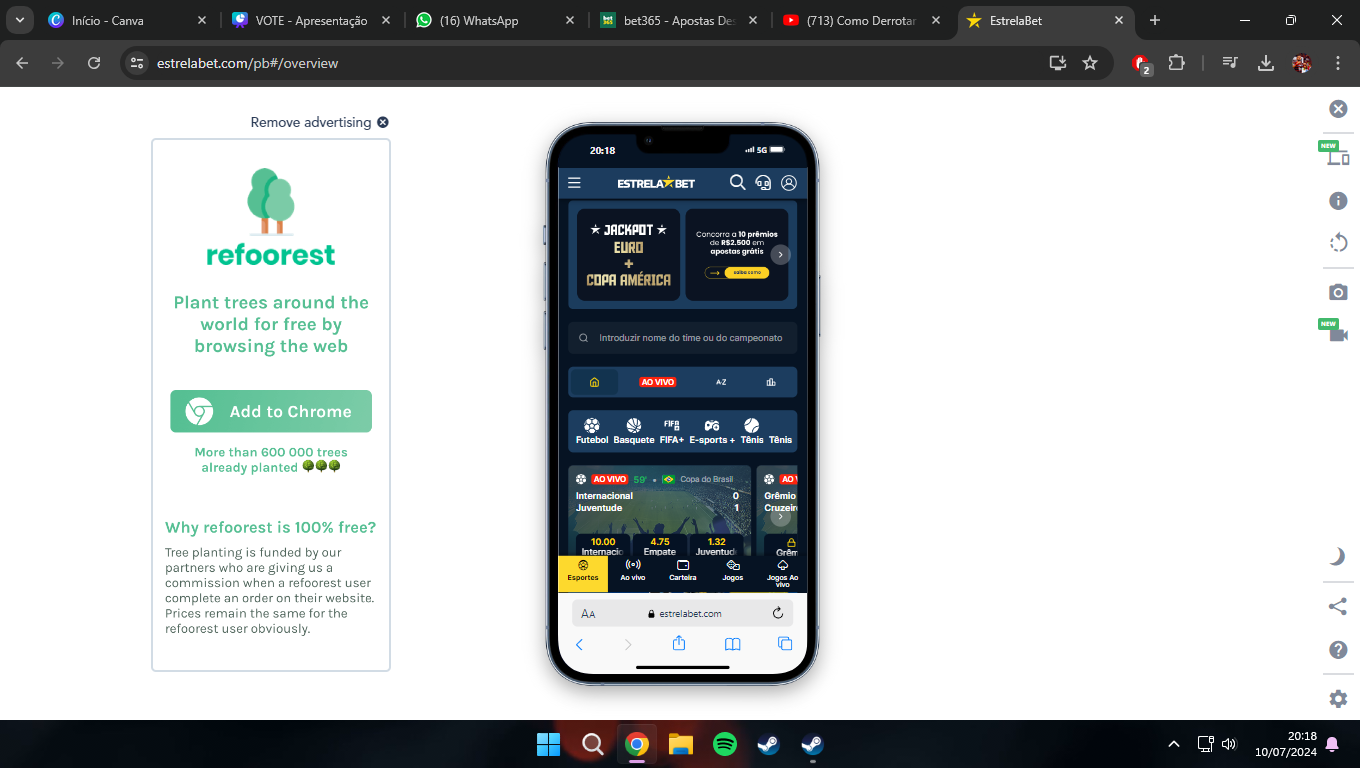 Início - Canva
VOTE - Apresentação
(16) WhatsApp
bet365 - Apostas Des
(713) Como Derrotar
EstrelaBet
estrelabet.com/pb#/overview
2
Remove advertising
refoorest
Plant trees around the
world for free by
browsing the web
Add to Chrome
More than 600 000 trees
already planted
Why refoorest is 100% free?
Tree planting is funded by our
partners who are giving us a
commission when a refoorest user
complete an order on their website.
Prices remain the same for the
refoorest user obviously.
20:18
5G
ESTRELA BET
JACKPOT
EURO
+
COPA AMÉRICA
Concorra a 10 prêmios
de R$2.500 em
apostas grátis
saiba como
Introduzir nome do time ou do campeonato
AO VIVO
AZ
Futebol
Basquete
FIFA+
E-sports +
Tênis
Tênis
AO VIVO 59' Copa do Brasil
Internacional 0
Juventude 1
10.00 4.75 1.32
Internacio Empate Juventud
AO V
Grêmio
Cruzeir
Grêm
Esportes
Ao vivo
Carteira
Jogos
Jogos Ao
vivo
AA
estrelabet.com
NEW
NEW
20:18
10/07/2024